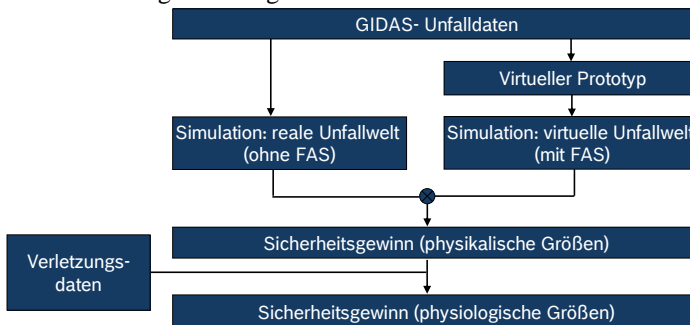 GIDAS- Unfalldaten
Virtueller Prototyp
Simulation: reale Unfallwelt
(ohne FAS)
Simulation: virtuelle Unfallwelt
(mit FAS)
Sicherheitsgewinn (physikalische Größen)
Verletzungs-
daten
Sicherheitsgewinn (physiologische Größen)